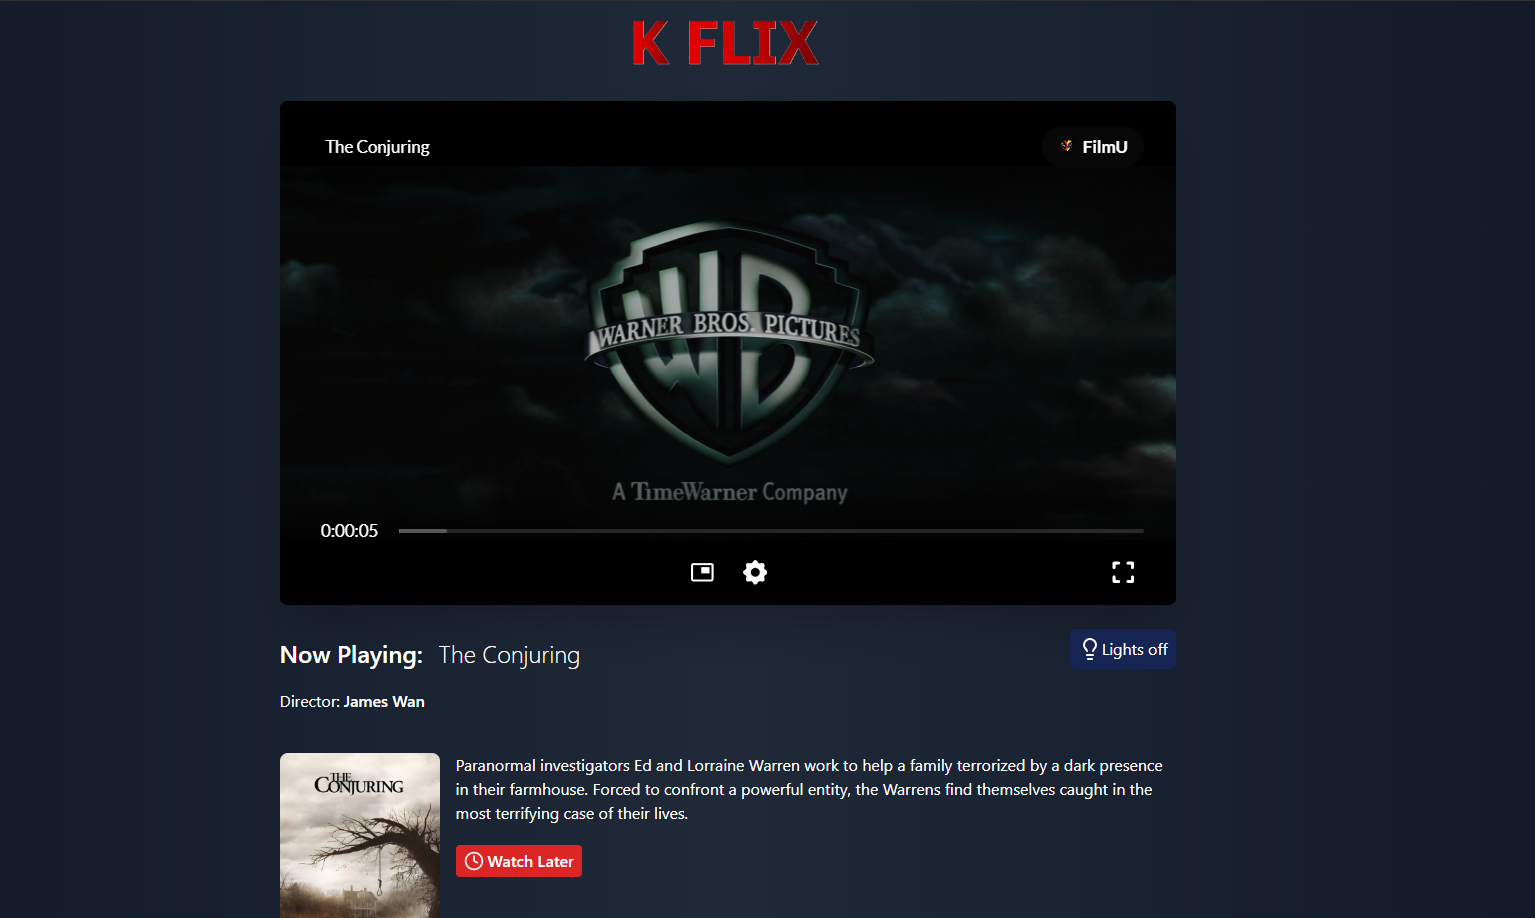 K FLIX
The Conjuring
FilmU
WB
WARNER BROS. PICTURES
A TimeWarner Company
0:00:05
Now Playing: The Conjuring
Lights off
Director: James Wan
THE
CONJURING
Paranormal investigators Ed and Lorraine Warren work to help a family terrorized by a dark presence
in their farmhouse. Forced to confront a powerful entity, the Warrens find themselves caught in the
most terrifying case of their lives.
Watch Later